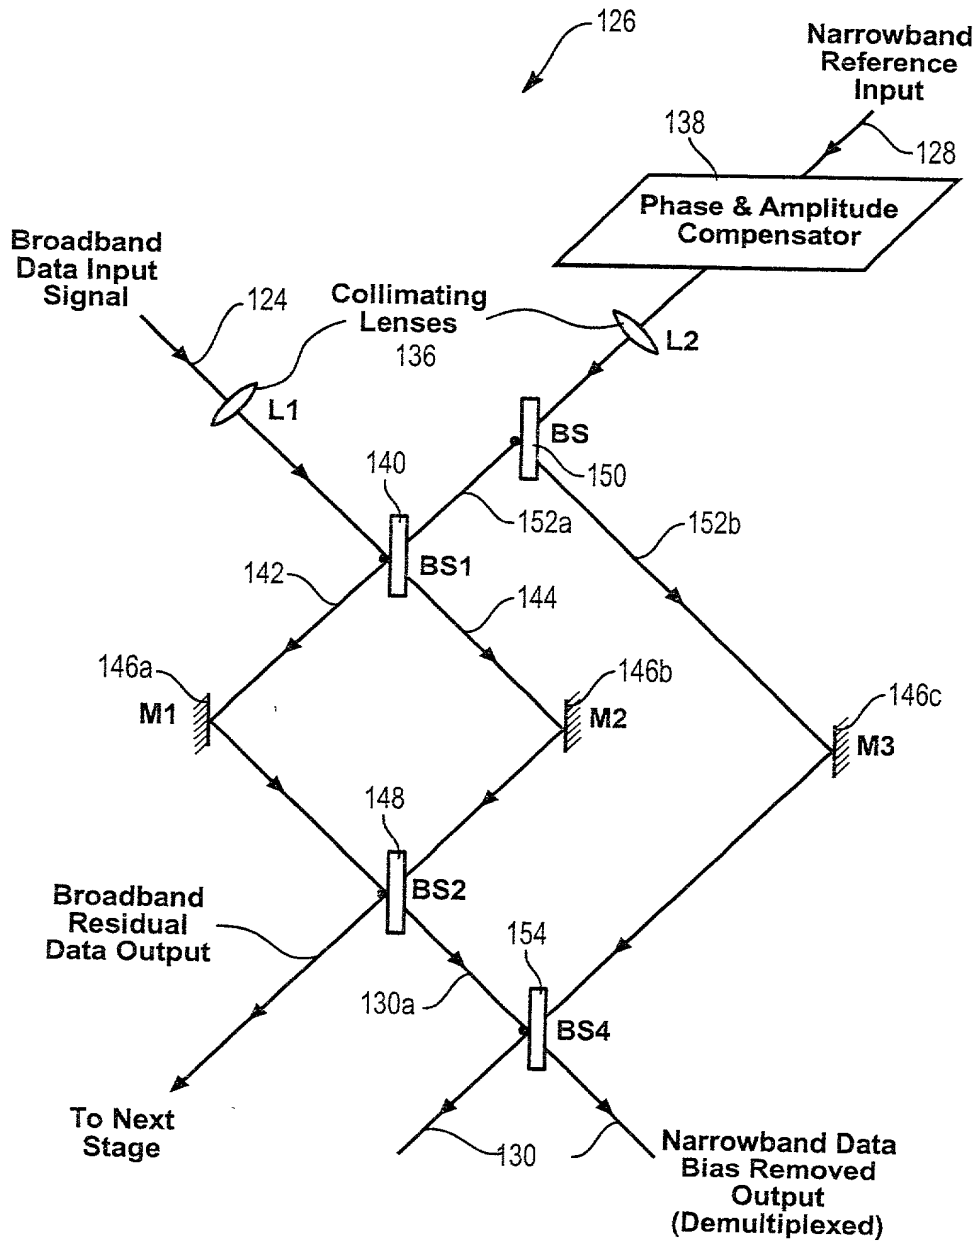 126
Narrowband
Reference
Input
138
128
Phase & Amplitude
Compensator
Broadband
Data Input
Signal
124
Collimating
Lenses
136
L2
L1
BS
150
140
152a
152b
BS1
142
144
146a
146b
146c
M1
M2
M3
148
BS2
Broadband
Residual
Data Output
154
130a
BS4
To Next
Stage
130
Narrowband Data
Bias Removed
Output
(Demultiplexed)